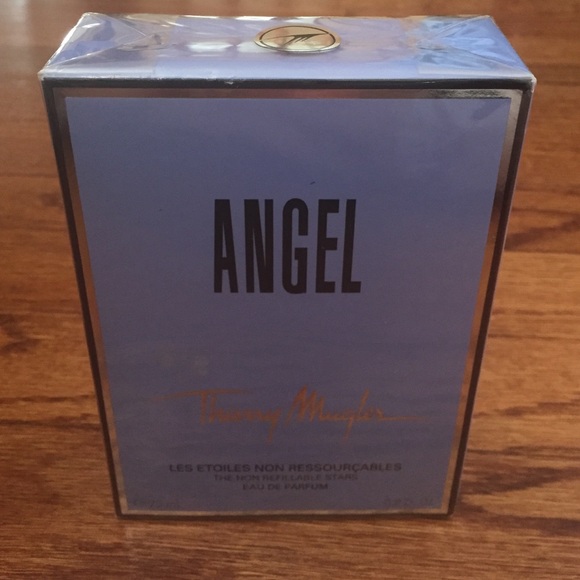 ANGEL
Thierry Mugler
LES ETOILES NON RESSOURÇABLES
THE NON REFILLABLE STARS
EAU DE PARFUM